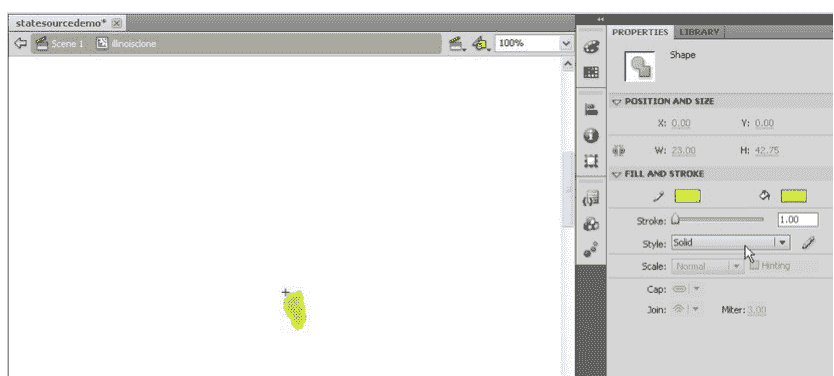 statesourcedemo*
Scene 1 illinoisclone 100%
PROPERTIES LIBRARY
Shape
POSITION AND SIZE
X: 0.00 Y: 0.00
W: 23.00 H: 42.75
FILL AND STROKE
Stroke: 1.00
Style: Solid
Scale: Normal Hinting
Cap:
Join: Miter: 3.00